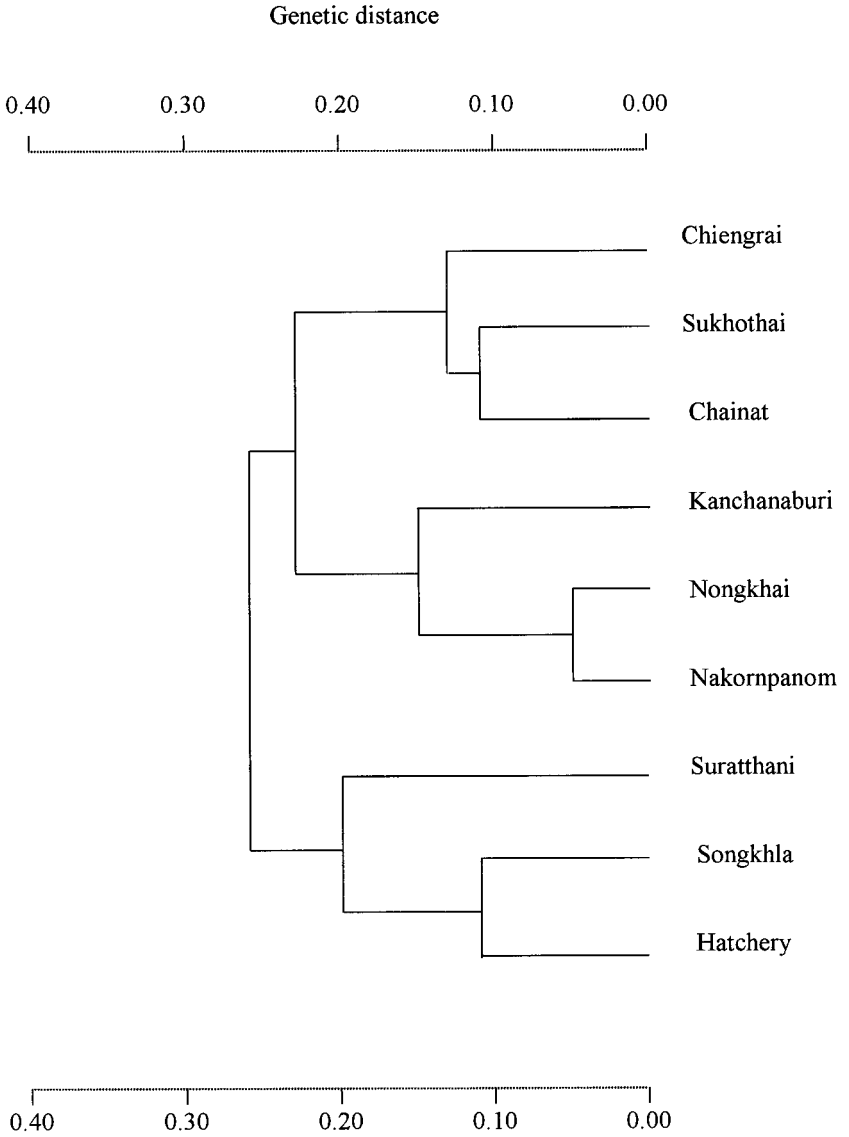 Genetic distance
0.40 0.30 0.20 0.10 0.00
Chiengrai
Sukhothai
Chainat
Kanchanaburi
Nongkhai
Nakornpanom
Suratthani
Songkhla
Hatchery
0.40 0.30 0.20 0.10 0.00